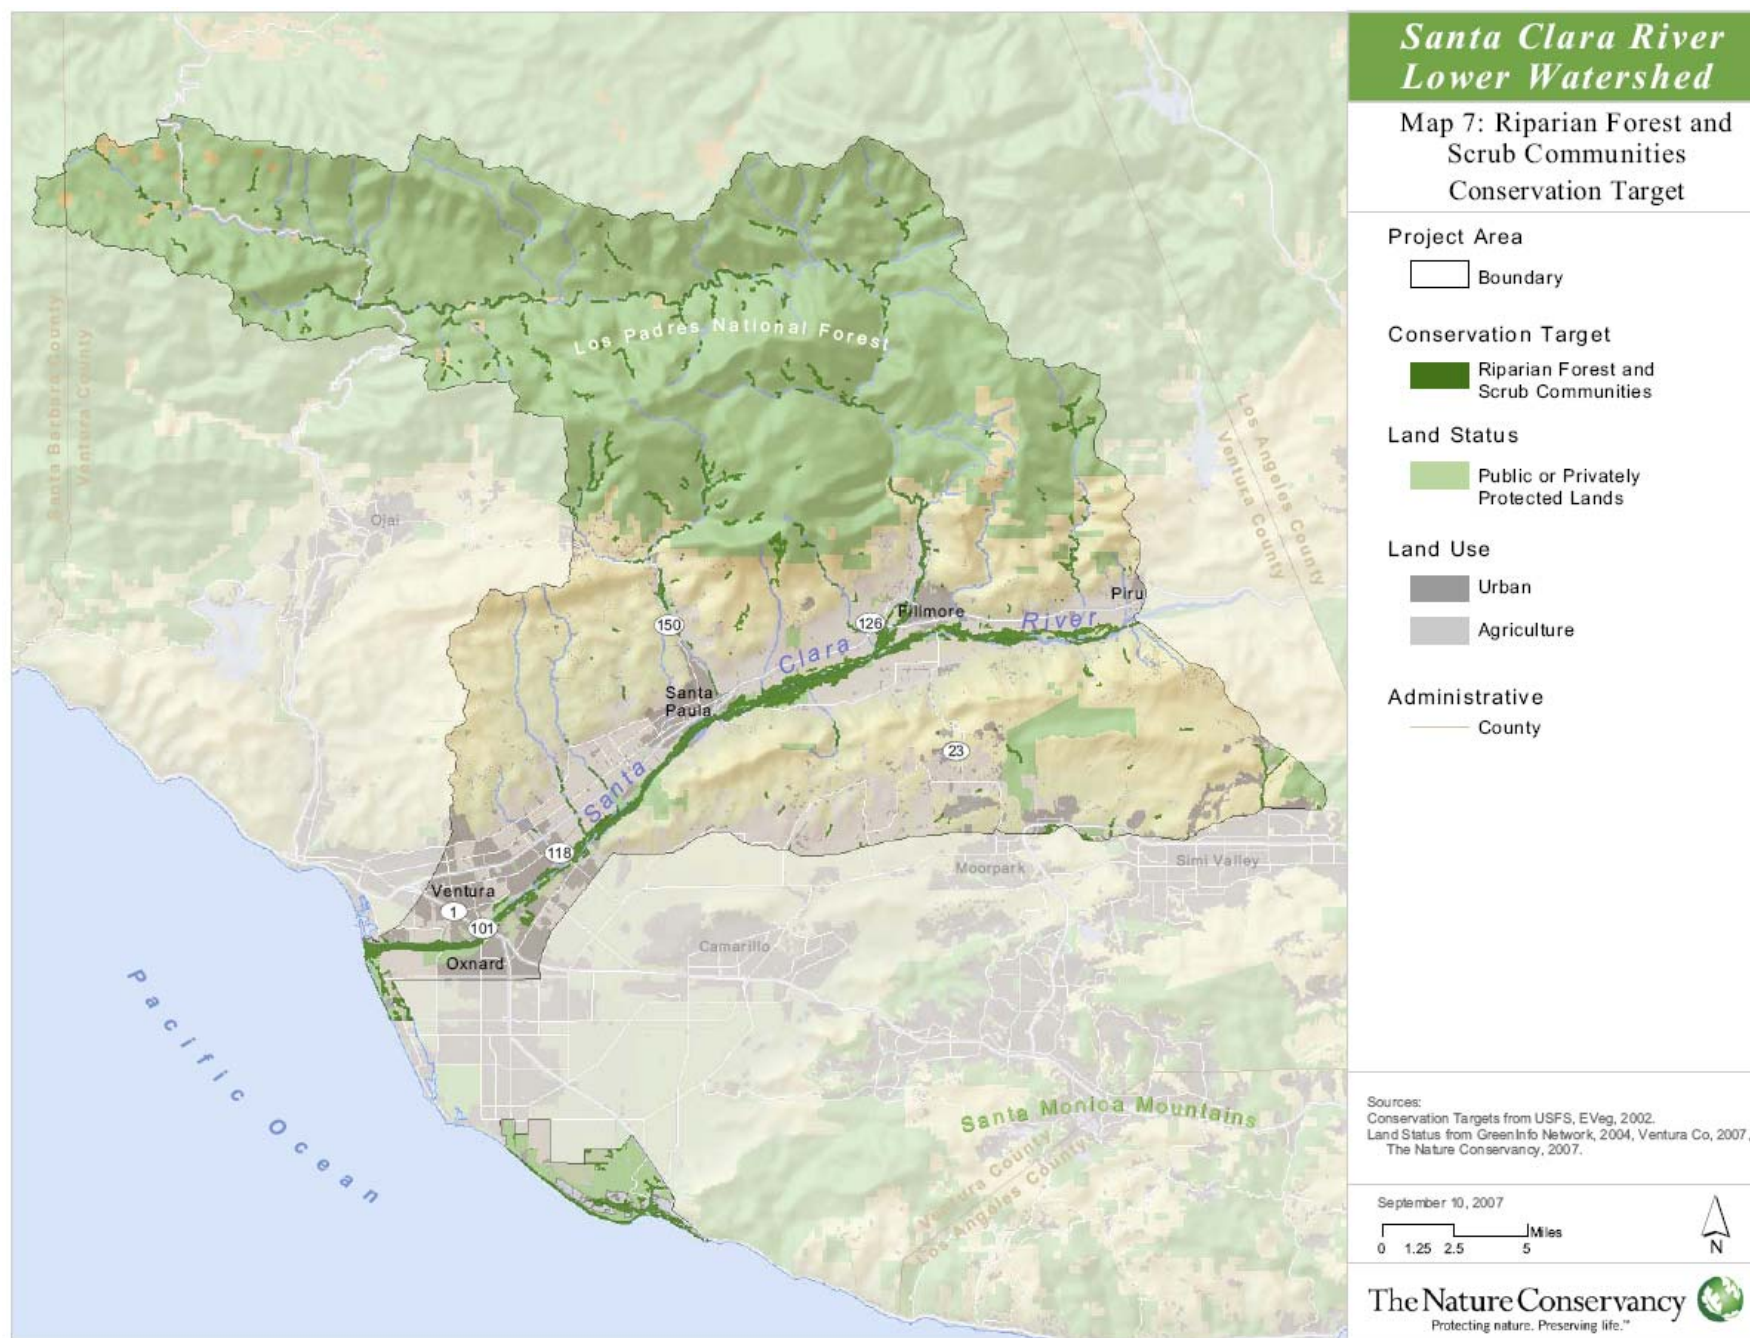 Santa Clara River
Lower Watershed
Map 7: Riparian Forest and
Scrub Communities
Conservation Target
Project Area
Boundary
Conservation Target
Riparian Forest and
Scrub Communities
Land Status
Public or Privately
Protected Lands
Land Use
Urban
Agriculture
Administrative
County
Sources:
Conservation Targets from USFS, EVeg, 2002.
Land Status from GreenInfo Network, 2004, Ventura Co, 2007,
The Nature Conservancy, 2007.
September 10, 2007
Miles
0 1.25 2.5 5
N
The Nature Conservancy
Protecting nature. Preserving life.™
Santa Barbara County
Ventura County
Los Padres National Forest
Los Angeles County
Ventura County
Ojai
Piru
Fillmore
126
150
Santa Clara River
Santa
Paula
23
118
Ventura
1
101
Oxnard
Moorpark
Simi Valley
Camarillo
Pacific Ocean
Santa Monica Mountains
Ventura County
Los Angeles County